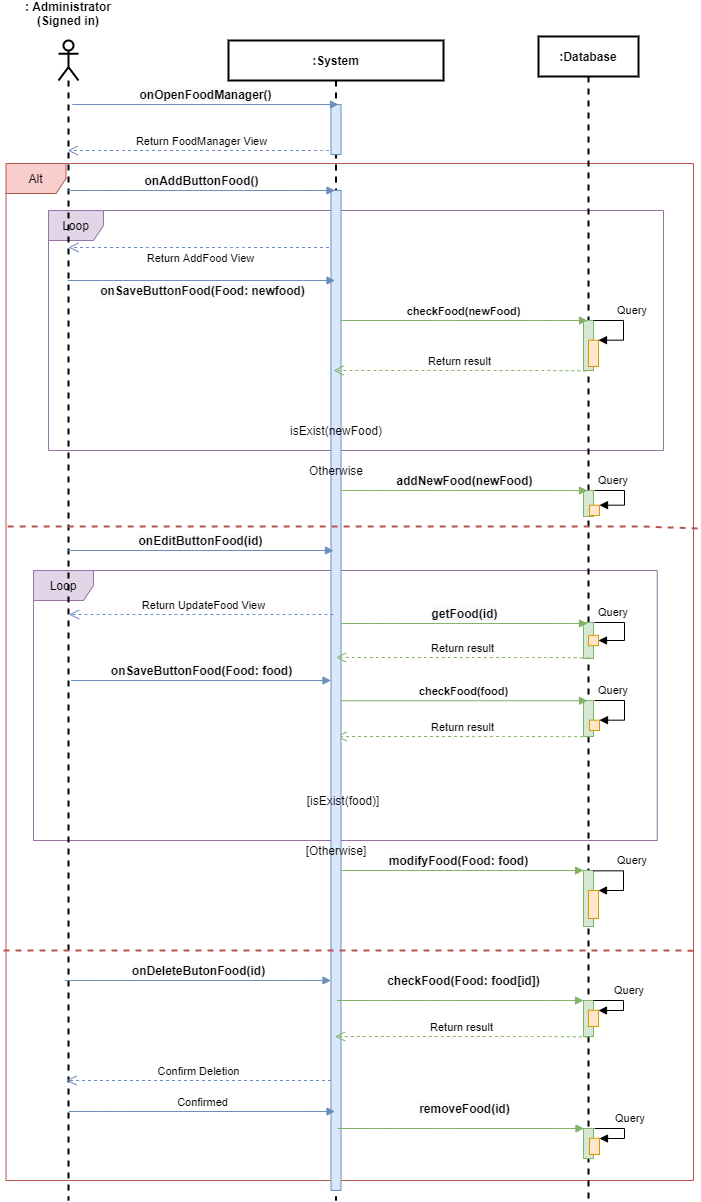 : Administrator
(Signed in)
:System
:Database
onOpenFoodManager()
Return FoodManager View
Alt
onAddButtonFood()
Loop
Return AddFood View
onSaveButtonFood(Food: newfood)
checkFood(newFood)
Query
Return result
isExist(newFood)
Otherwise
addNewFood(newFood)
Query
onEditButtonFood(id)
Loop
Return UpdateFood View
getFood(id)
Query
Return result
onSaveButtonFood(Food: food)
checkFood(food)
Query
Return result
[isExist(food)]
[Otherwise]
modifyFood(Food: food)
Query
onDeleteButonFood(id)
checkFood(Food: food[id])
Query
Return result
Confirm Deletion
Confirmed
removeFood(id)
Query